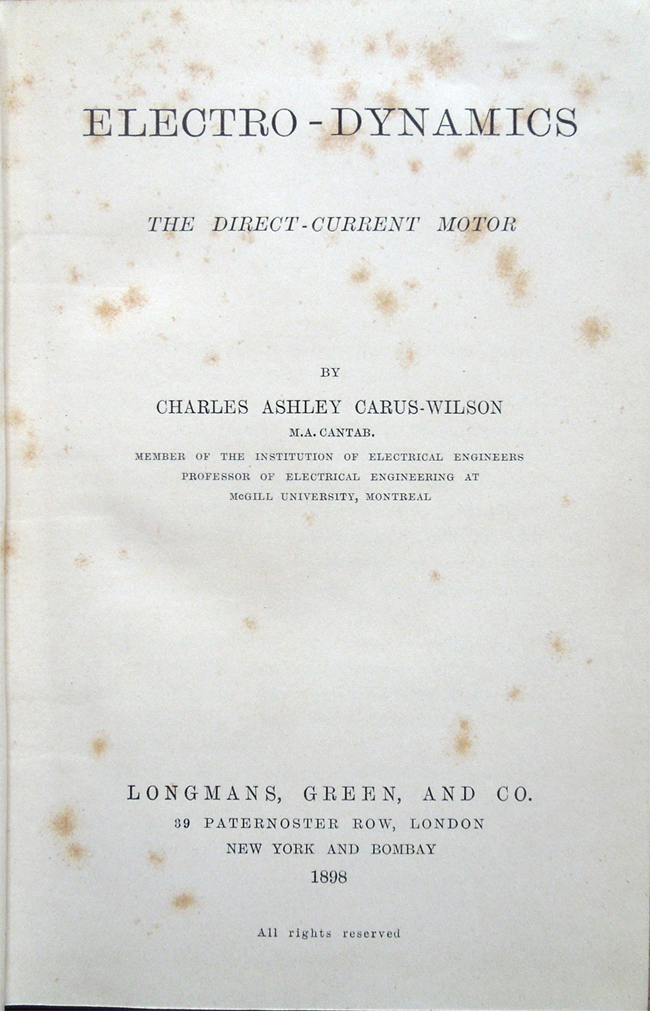 ELECTRO-DYNAMICS
THE DIRECT-CURRENT MOTOR
BY
CHARLES ASHLEY CARUS-WILSON
M.A. CANTAB.
MEMBER OF THE INSTITUTION OF ELECTRICAL ENGINEERS
PROFESSOR OF ELECTRICAL ENGINEERING AT
McGILL UNIVERSITY, MONTREAL
LONGMANS, GREEN, AND CO.
39 PATERNOSTER ROW, LONDON
NEW YORK AND BOMBAY
1898
All rights reserved